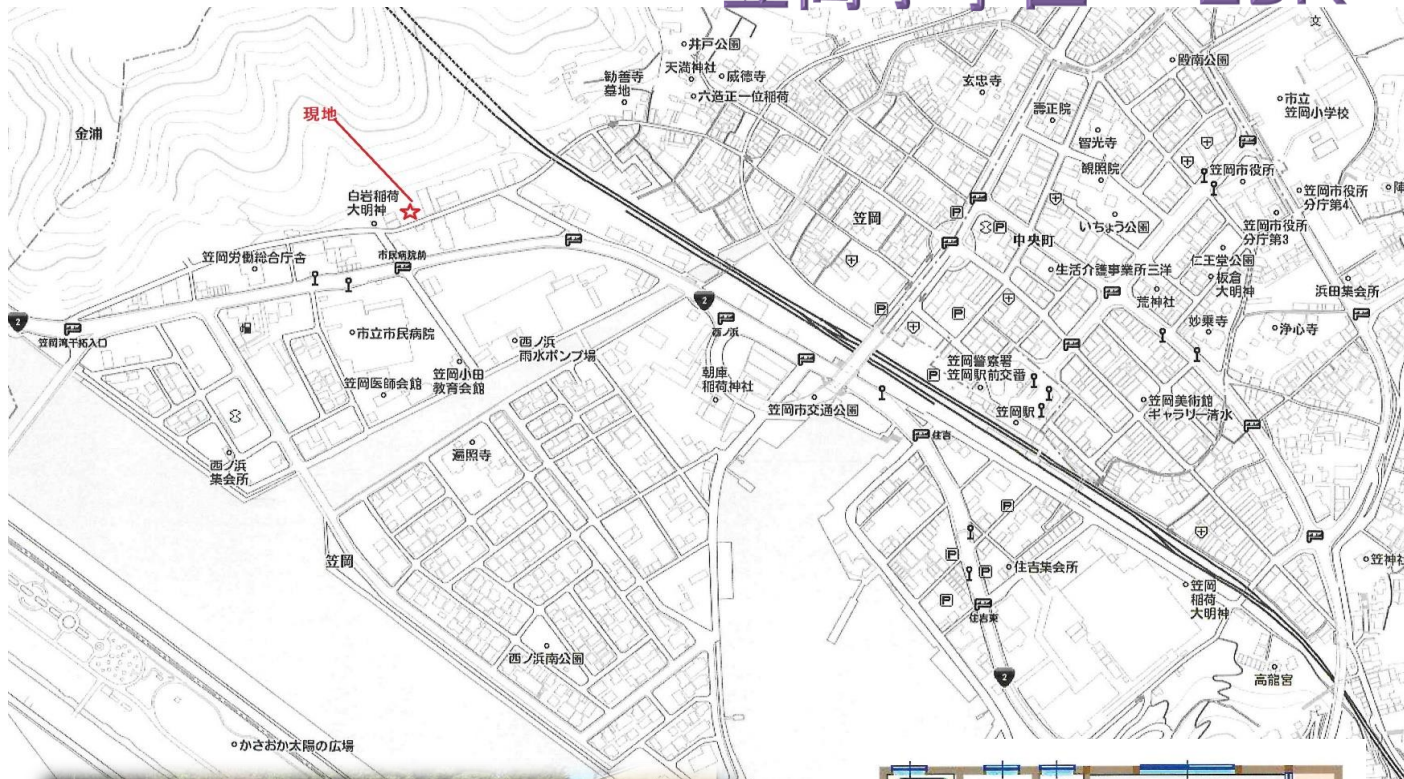 文
井戸公園
天満神社
威徳寺
六造正一位稲荷
勧善寺
墓地
玄忠寺
殿南公園
市立
笠岡小学校
壽正院
智光寺
観照院
笠岡市役所
笠岡市役所
分庁第4
笠岡市役所
分庁第3
いちょう公園
中央町
笠岡
金浦
現地
白岩稲荷
大明神
笠岡労働総合庁舎
市民病院前
2
笠岡湾干拓入口
市立市民病院
笠岡医師会館
笠岡小田
教育会館
西ノ浜
雨水ポンプ場
2
西ノ浜
朝庫
稲荷神社
笠岡市交通公園
生活介護事業所三洋
荒神社
仁王堂公園
板倉
大明神
妙乗寺
浜田集会所
浄心寺
笠岡警察署
笠岡駅前交番
笠岡駅
笠岡美術館
ギャラリー清水
P
P
P
P
P
住吉
西ノ浜
集会所
遍照寺
笠岡
西ノ浜南公園
かさおか太陽の広場
P
P
P
P
住吉集会所
住吉東
2
笠岡
稲荷
大明神
笠神社
高龍宮